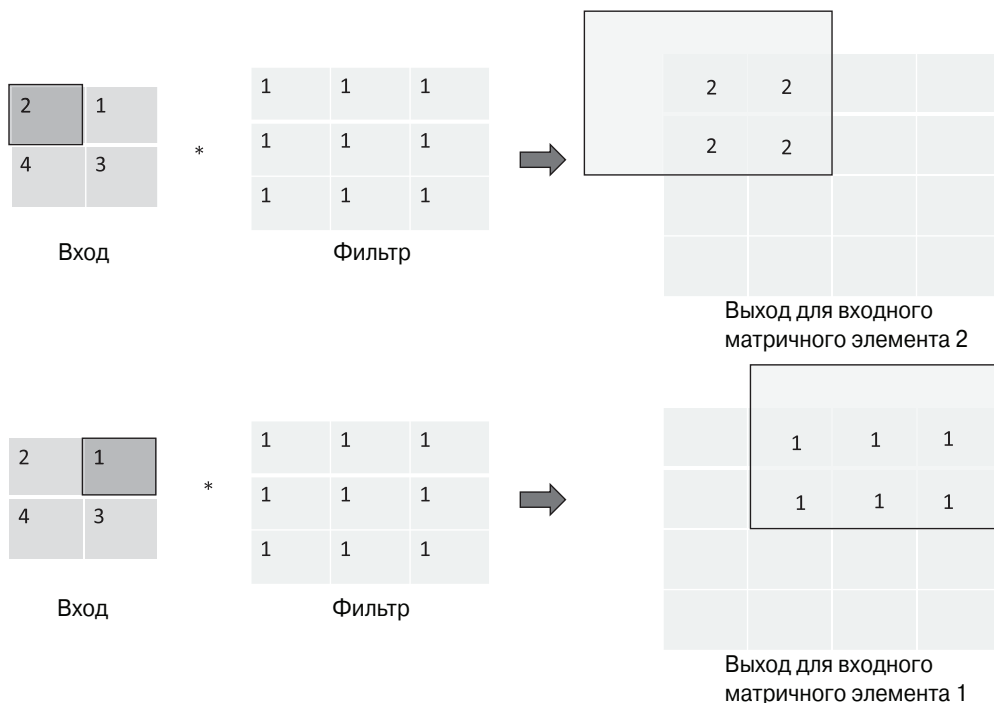 2 1
4 3
*
1 1 1
1 1 1
1 1 1
2 2
2 2
Вход
Фильтр
Выход для входного
матричного элемента 2
2 1
4 3
*
1 1 1
1 1 1
1 1 1
1 1 1
1 1 1
Вход
Фильтр
Выход для входного
матричного элемента 1